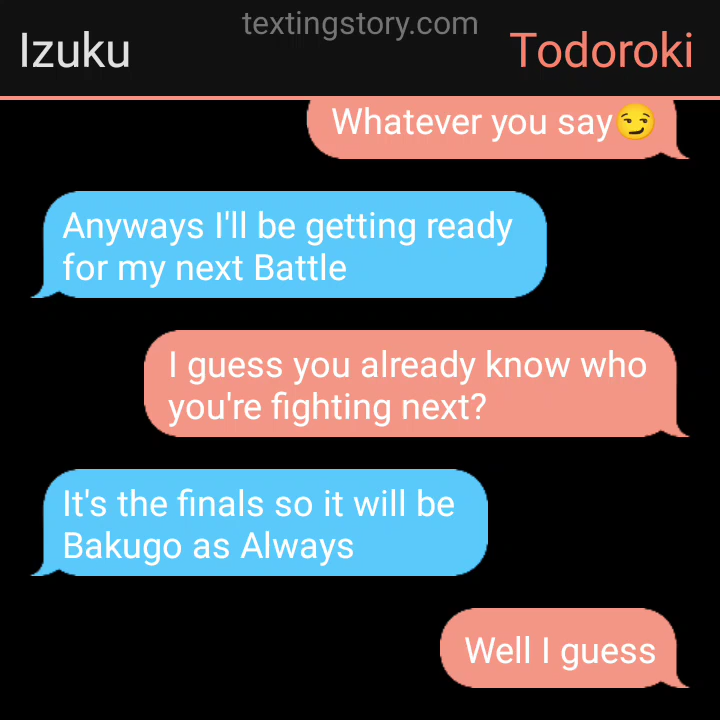 textingstory.com
Izuku
Todoroki
Whatever you say😏
Anyways I'll be getting ready
for my next Battle
I guess you already know who
you're fighting next?
It's the finals so it will be
Bakugo as Always
Well I guess